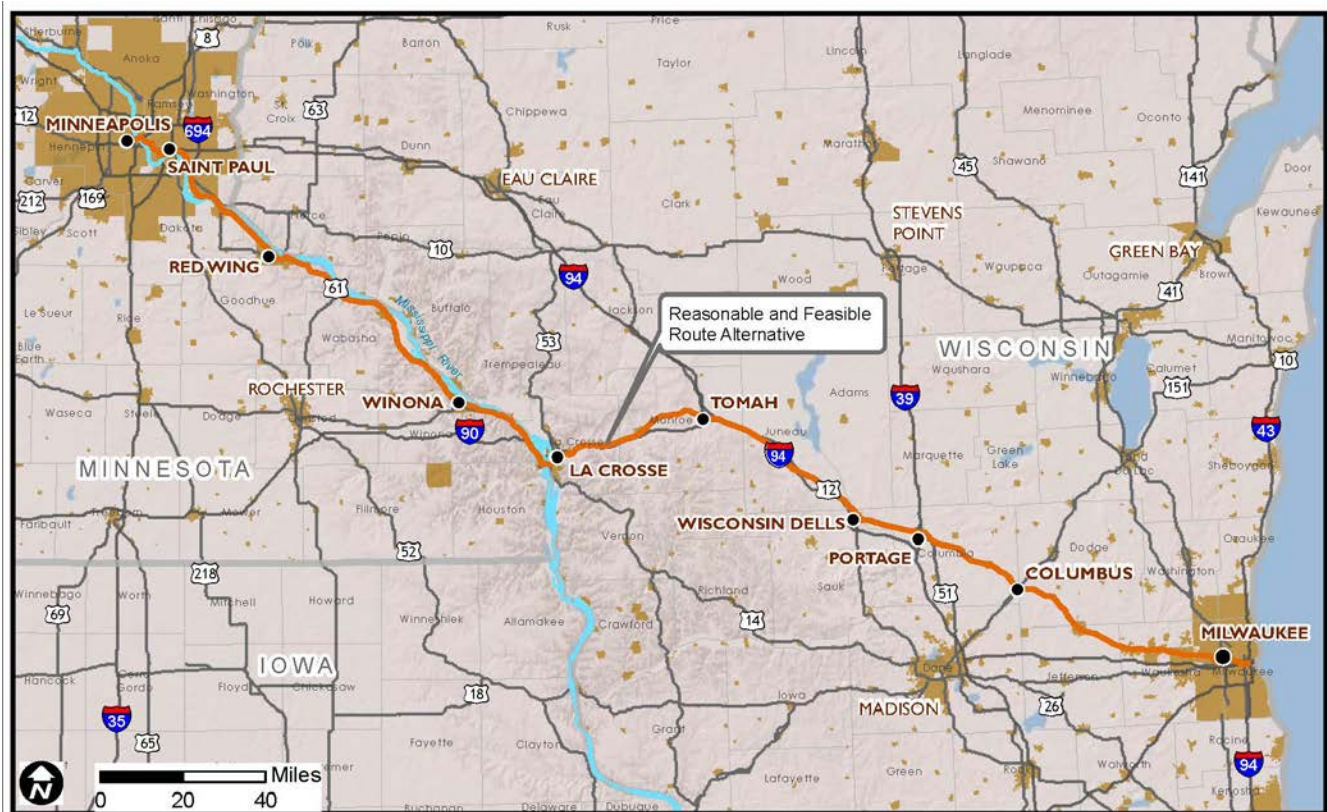 Sherburne
Anoka
Wright
Washington
Ramsey
Polk
Barron
Rusk
Price
Taylor
Lincoln
Langlade
Menominee
Oconto
Door
8
63
12
MINNEAPOLIS
694
St.
Croix
Chippewa
Hennepin
SAINT PAUL
Dunn
Marathon
45
Shawano
141
Carver
212
169
EAU CLAIRE
Eau
Claire
Clark
Kewaunee
Sibley
Scott
Dakota
Pierce
Pepin
10
STEVENS
POINT
GREEN BAY
RED WING
94
Wood
Portage
Waupaca
Outagamie
Brown
61
41
Le Sueur
Rice
Goodhue
Mississippi River
Buffalo
Jackson
Reasonable and Feasible
Route Alternative
Blue
Earth
Wabasha
Trempealeau
53
WISCONSIN
Manitowoc
10
Waushara
Winnebago
Calumet
151
ROCHESTER
Adams
39
Waseca
Steele
Dodge
Olmsted
WINONA
TOMAH
Monroe
Juneau
43
Winona
90
La Crosse
94
Marquette
Green
Lake
Fond
Du Lac
Sheboygan
MINNESOTA
LA CROSSE
12
Faribault
Freeborn
Mower
Fillmore
Houston
Vernon
WISCONSIN DELLS
PORTAGE
Columbia
Dodge
Washington
Ozaukee
52
218
Richland
Sauk
COLUMBUS
51
Winnebago
Worth
Mitchell
Howard
69
Winneshiek
Allamakee
Crawford
14
MILWAUKEE
IOWA
Dane
Jefferson
Waukesha
Milwaukee
Hancock
Cerro
Gordo
Floyd
Chickasaw
18
Iowa
MADISON
26
35
Grant
Racine
65
Fayette
Clayton
Lafayette
Green
Rock
Walworth
94
Kenosha
N
Miles
0 20 40
Buchanan
Delaware
Dubuque